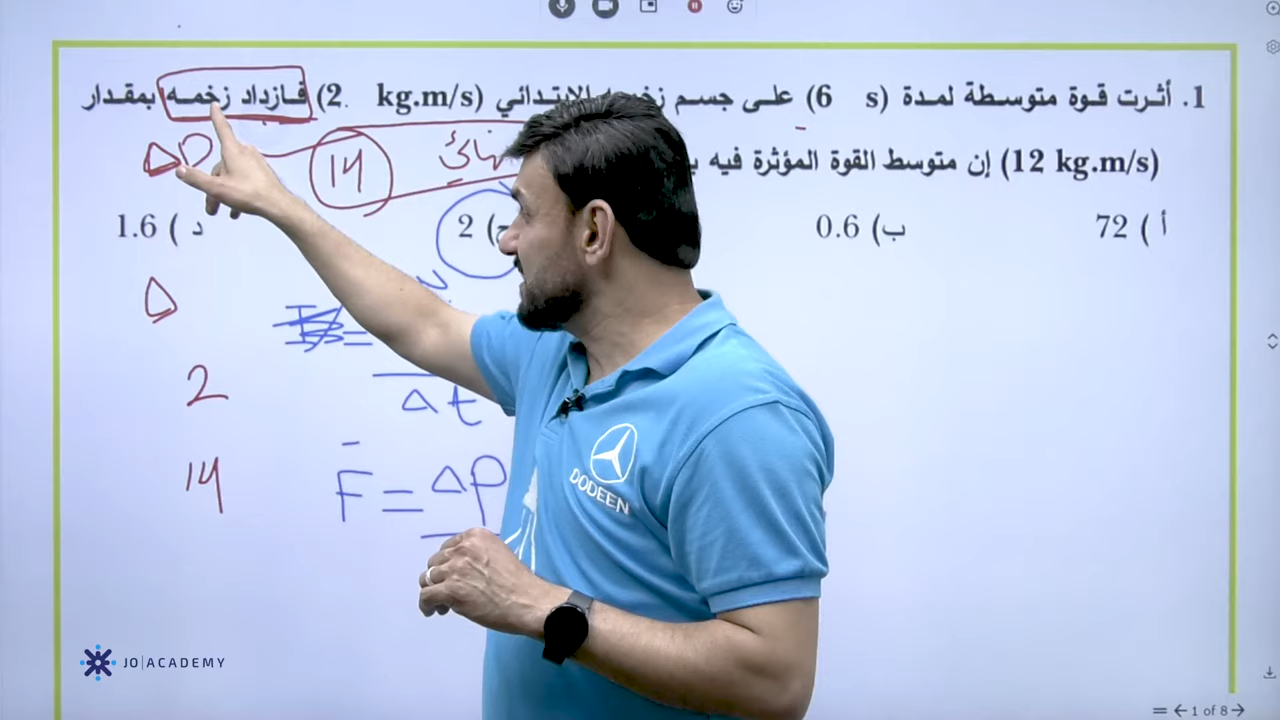 1. أثرت قوة متوسطة لمدة (6 s) على جسم زخمه الابتدائي (2 kg.m/s) فازداد زخمه بمقدار
(12 kg.m/s) إن متوسط القوة المؤثرة فيه
ΔP 14
أ ) 72 ب) 0.6 ج) 2 د ) 1.6
Δ
=
Δt
2
14
F̄ = ΔP
DODEEN
JO|ACADEMY
1 of 8